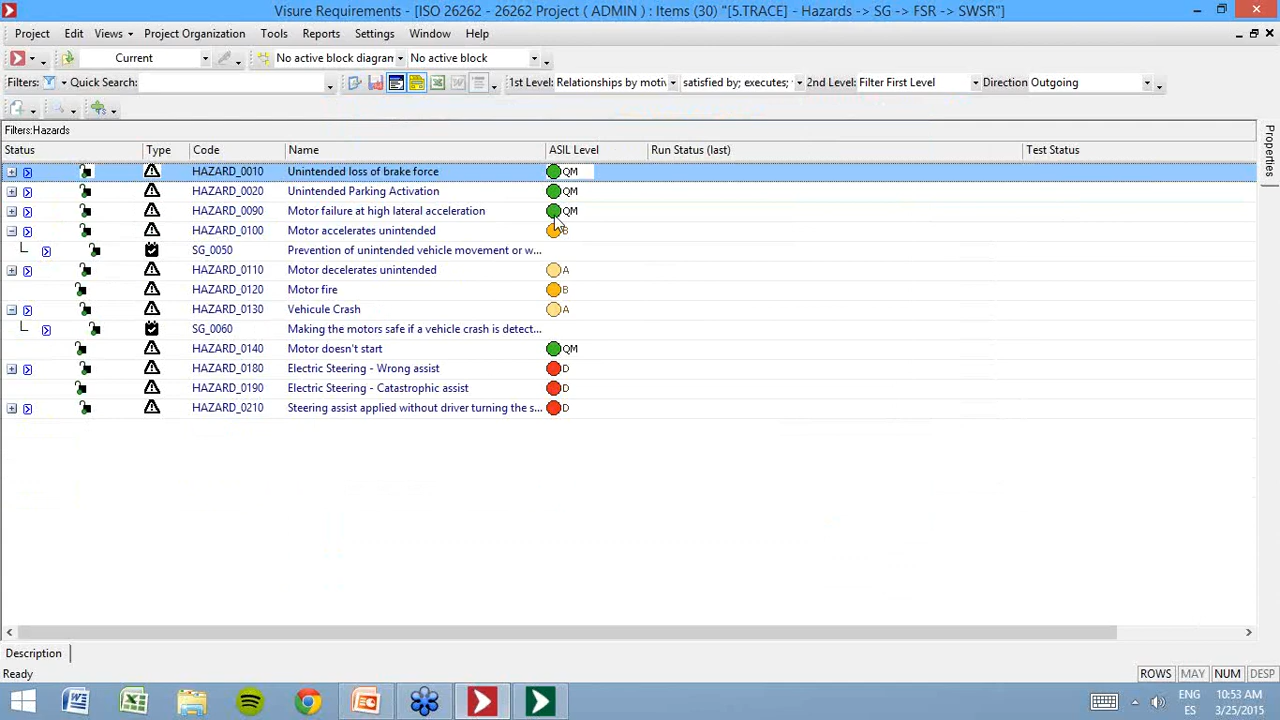 Visure Requirements - [ISO 26262 - 26262 Project ( ADMIN ) : Items (30) "[5.TRACE] - Hazards -> SG -> FSR -> SWSR"]
Project Edit Views Project Organization Tools Reports Settings Window Help
Current No active block diagran No active block
Filters: Quick Search: 1st Level: Relationships by motiv satisfied by; executes; 2nd Level: Filter First Level Direction Outgoing
Filters:Hazards
Status Type Code Name ASIL Level Run Status (last) Test Status
HAZARD_0010 Unintended loss of brake force QM
HAZARD_0020 Unintended Parking Activation QM
HAZARD_0090 Motor failure at high lateral acceleration QM
HAZARD_0100 Motor accelerates unintended B
SG_0050 Prevention of unintended vehicle movement or w...
HAZARD_0110 Motor decelerates unintended A
HAZARD_0120 Motor fire B
HAZARD_0130 Vehicule Crash A
SG_0060 Making the motors safe if a vehicle crash is detect...
HAZARD_0140 Motor doesn't start QM
HAZARD_0180 Electric Steering - Wrong assist D
HAZARD_0190 Electric Steering - Catastrophic assist D
HAZARD_0210 Steering assist applied without driver turning the s... D
Properties
Description
Ready ROWS MAY NUM DESP
ENG 10:53 AM
ES 3/25/2015